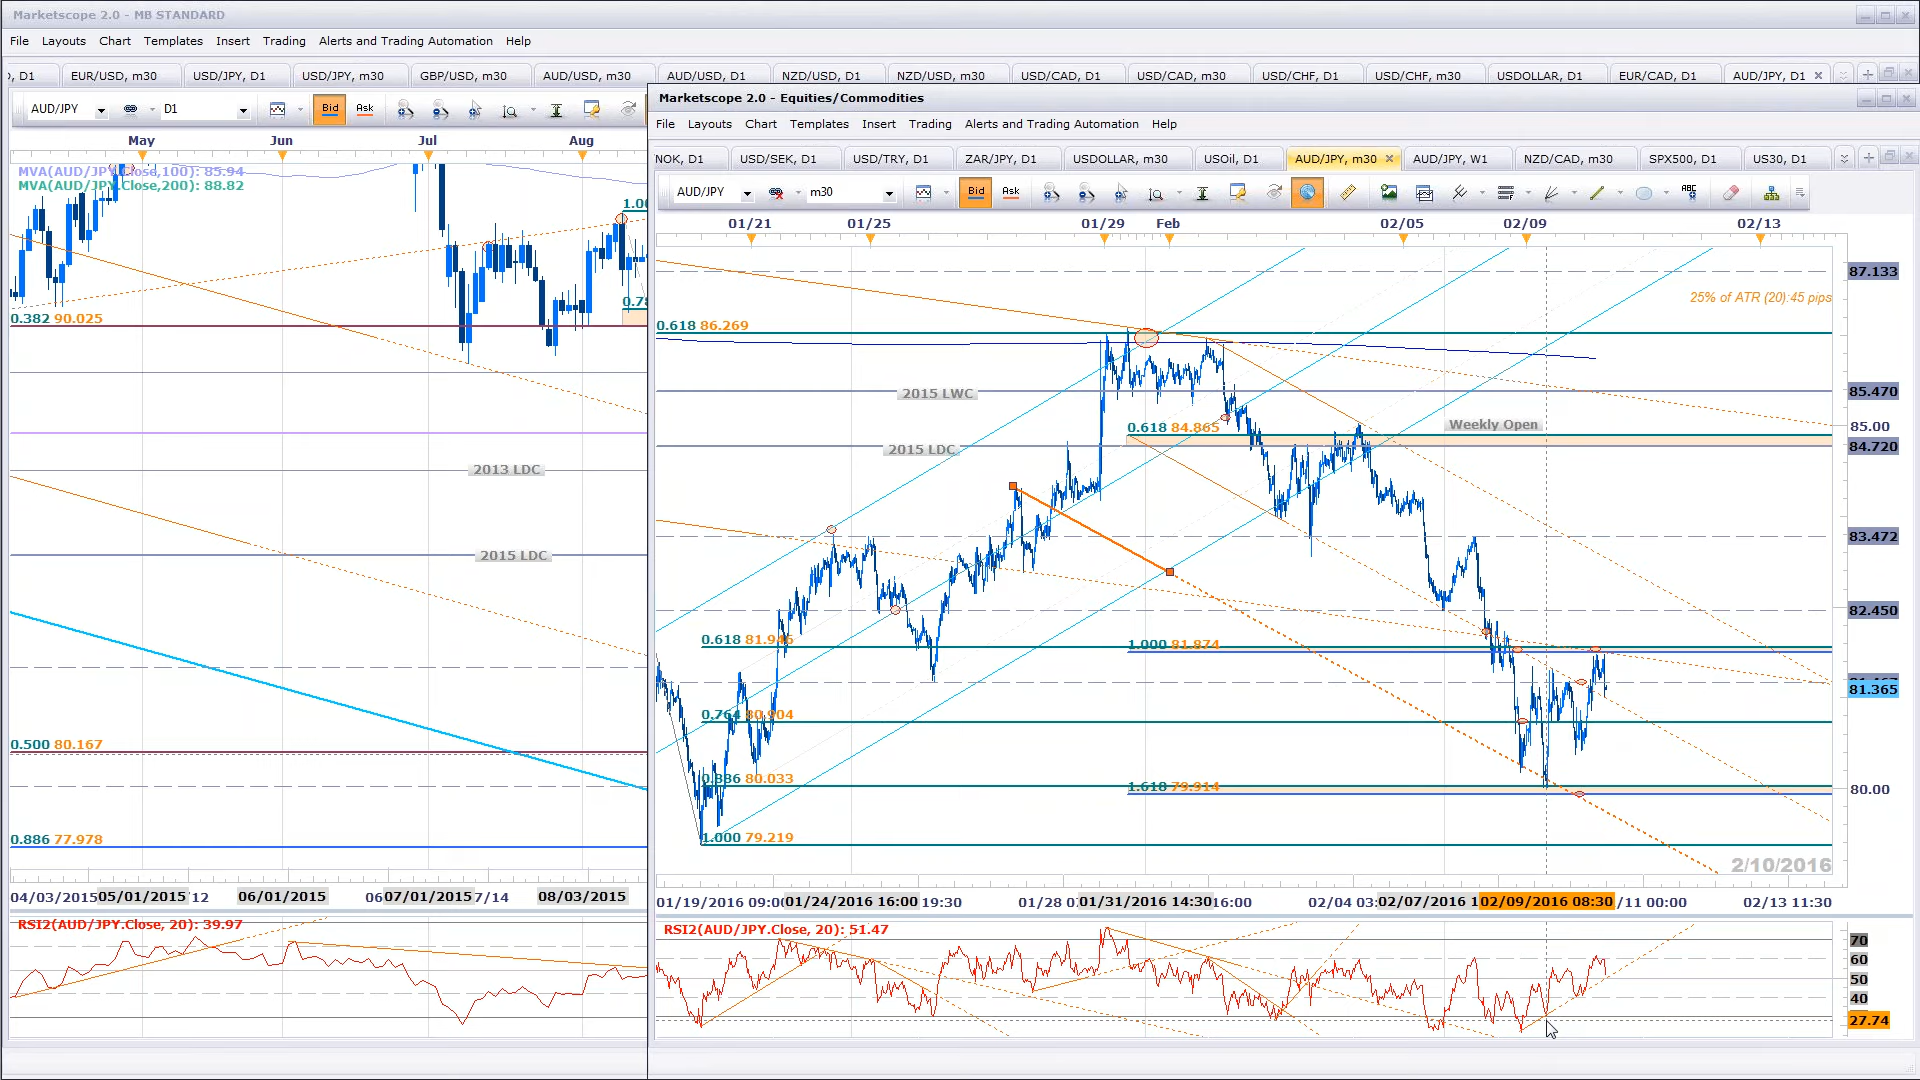 Marketscope 2.0 - MB STANDARD
File Layouts Chart Templates Insert Trading Alerts and Trading Automation Help
, D1 EUR/USD, m30 USD/JPY, D1 USD/JPY, m30 GBP/USD, m30 AUD/USD, m30 AUD/USD, D1 NZD/USD, D1 NZD/USD, m30 USD/CAD, D1 USD/CAD, m30 USD/CHF, D1 USD/CHF, m30 USDOLLAR, D1 EUR/CAD, D1 AUD/JPY, D1
AUD/JPY D1 Bid Ask
May Jun Jul Aug
MVA(AUD/JPY.Close,100): 85.94
MVA(AUD/JPY.Close,200): 88.82
1.00
0.78
0.382 90.025
2013 LDC
2015 LDC
0.500 80.167
0.886 77.978
04/03/2015 05/01/2015 '12 06/01/2015 06 07/01/2015 7/14 08/03/2015
RSI2(AUD/JPY.Close, 20): 39.97
Marketscope 2.0 - Equities/Commodities
File Layouts Chart Templates Insert Trading Alerts and Trading Automation Help
NOK, D1 USD/SEK, D1 USD/TRY, D1 ZAR/JPY, D1 USDOLLAR, m30 USOil, D1 AUD/JPY, m30 AUD/JPY, W1 NZD/CAD, m30 SPX500, D1 US30, D1
AUD/JPY m30 Bid Ask ABC
01/21 01/25 01/29 Feb 02/05 02/09 02/13
87.133
25% of ATR (20):45 pips
0.618 86.269
2015 LWC
85.470
0.618 84.865
Weekly Open
85.00
2015 LDC
84.720
83.472
82.450
0.618 81.946
1.000 81.874
81.365
0.764 80.904
0.886 80.033
1.618 79.914
80.00
1.000 79.219
2/10/2016
01/19/2016 09:00 01/24/2016 16:00 19:30 01/28 0 01/31/2016 14:30 16:00 02/04 3: 02/07/2016 1 02/09/2016 08:30 /11 00:00 02/13 11:30
RSI2(AUD/JPY.Close, 20): 51.47
70
60
50
40
27.74